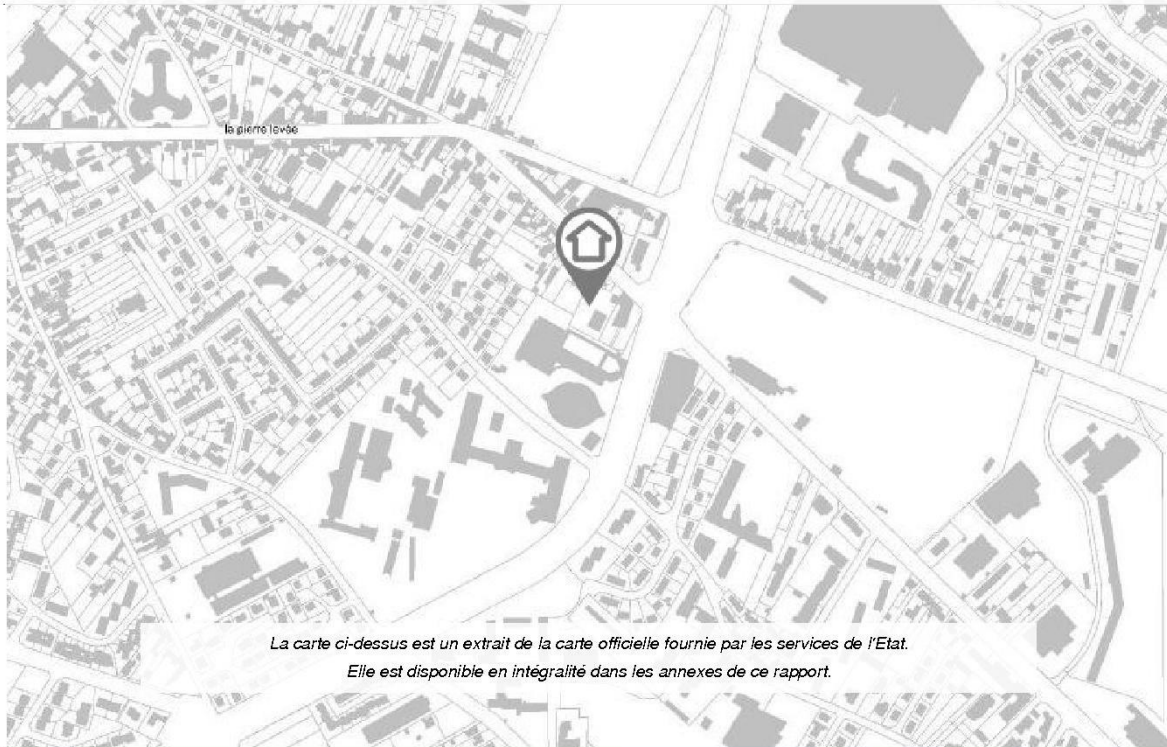 la pierre levée
La carte ci-dessus est un extrait de la carte officielle fournie par les services de l'Etat.
Elle est disponible en intégralité dans les annexes de ce rapport.